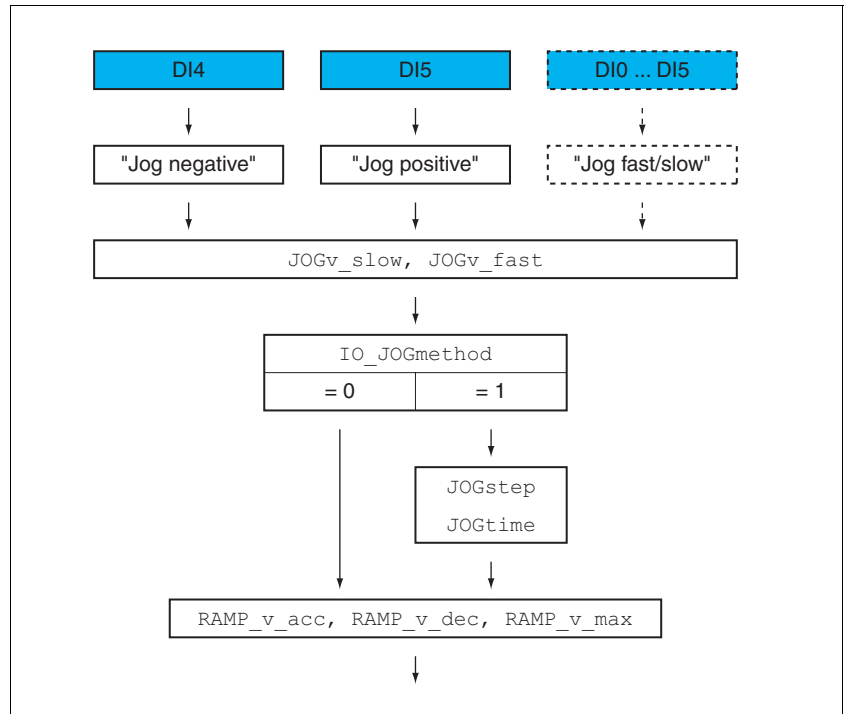 DI4 DI5 DI0 ... DI5
"Jog negative" "Jog positive" "Jog fast/slow"
JOGv_slow, JOGv_fast
IO_JOGmethod
= 0 = 1
JOGstep
JOGtime
RAMP_v_acc, RAMP_v_dec, RAMP_v_max